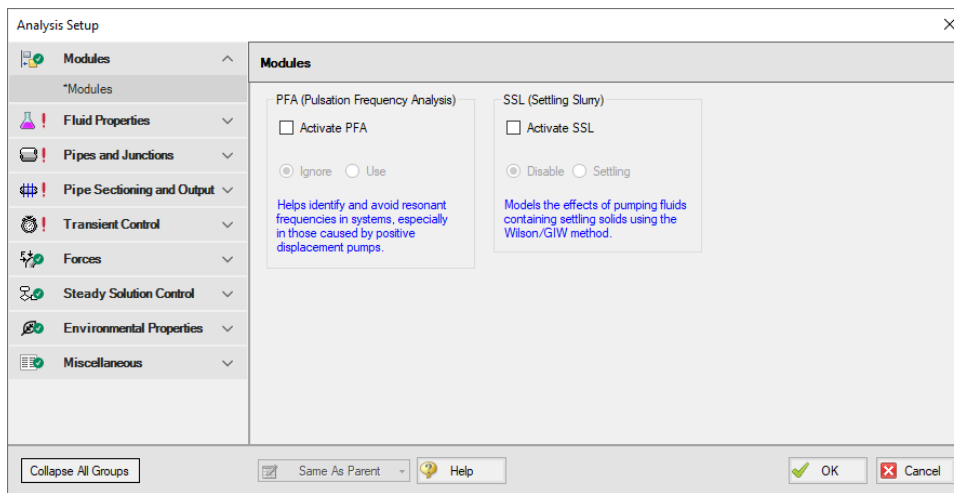 Analysis Setup
Modules
*Modules
Fluid Properties
Pipes and Junctions
Pipe Sectioning and Output
Transient Control
Forces
Steady Solution Control
Environmental Properties
Miscellaneous
Collapse All Groups
Modules
PFA (Pulsation Frequency Analysis)
Activate PFA
Ignore Use
Helps identify and avoid resonant
frequencies in systems, especially
in those caused by positive
displacement pumps.
SSL (Settling Slurry)
Activate SSL
Disable Settling
Models the effects of pumping fluids
containing settling solids using the
Wilson/GIW method.
Same As Parent
Help
OK
Cancel